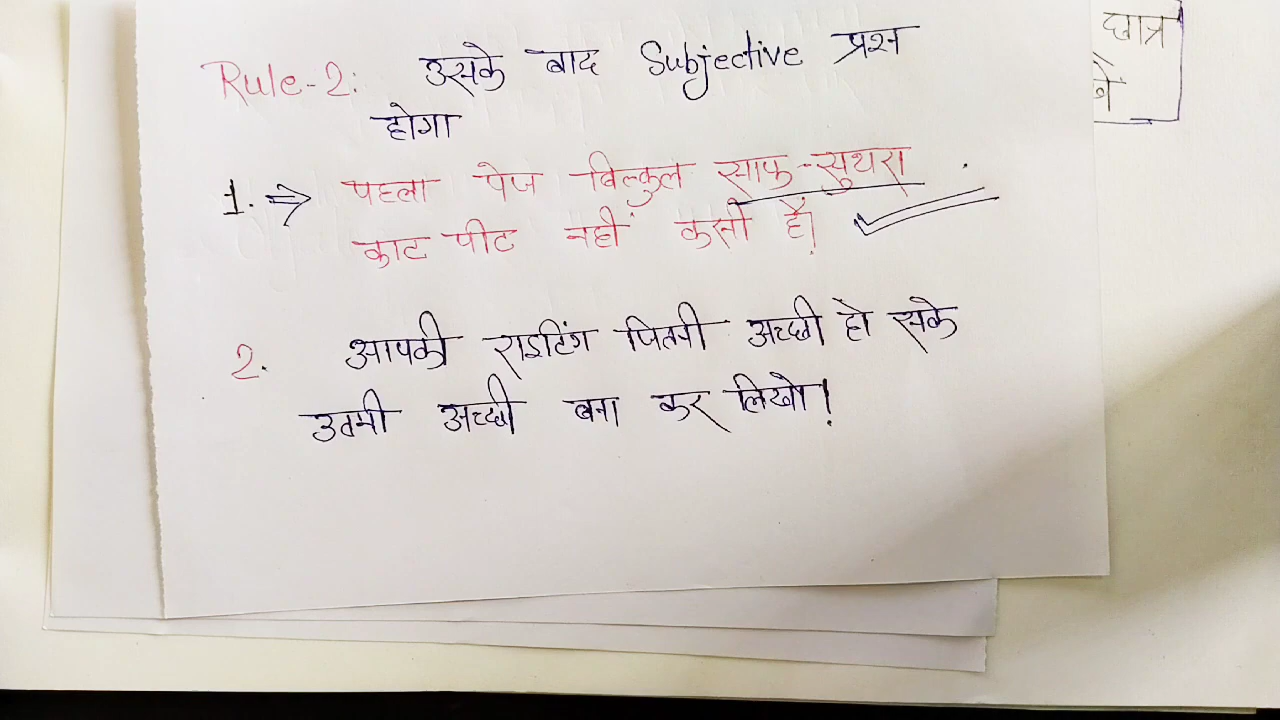 Rule-2: उसके बाद Subjective प्रश्न
होगा
1. ⇒ पहला पेज बिल्कुल साफ-सुथरा
काट पीट नहीं करनी है!
2. आपकी राइटिंग जितनी अच्छी हो सके
उतनी अच्छी बना कर लिखो!
छात्र